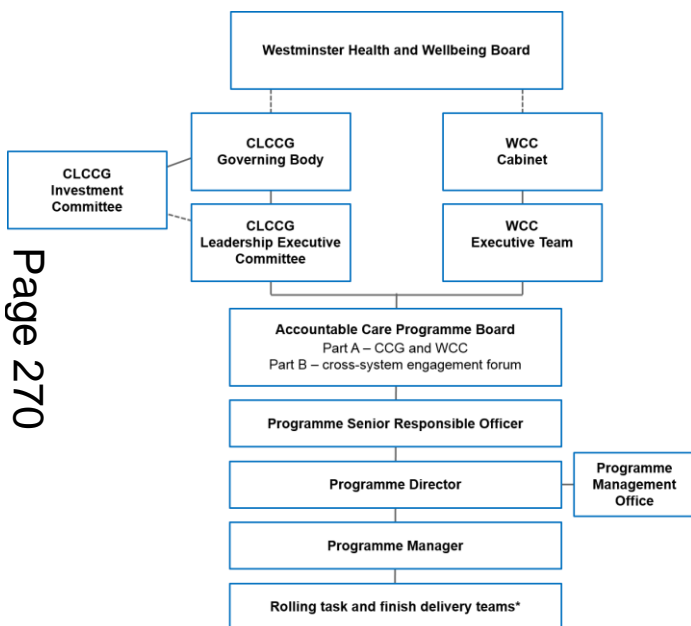 Westminster Health and Wellbeing Board
CLCCG
Governing Body
WCC
Cabinet
CLCCG
Investment
Committee
CLCCG
Leadership Executive
Committee
WCC
Executive Team
Accountable Care Programme Board
Part A – CCG and WCC
Part B – cross-system engagement forum
Programme Senior Responsible Officer
Programme Director
Programme
Management
Office
Programme Manager
Rolling task and finish delivery teams*
Page 270